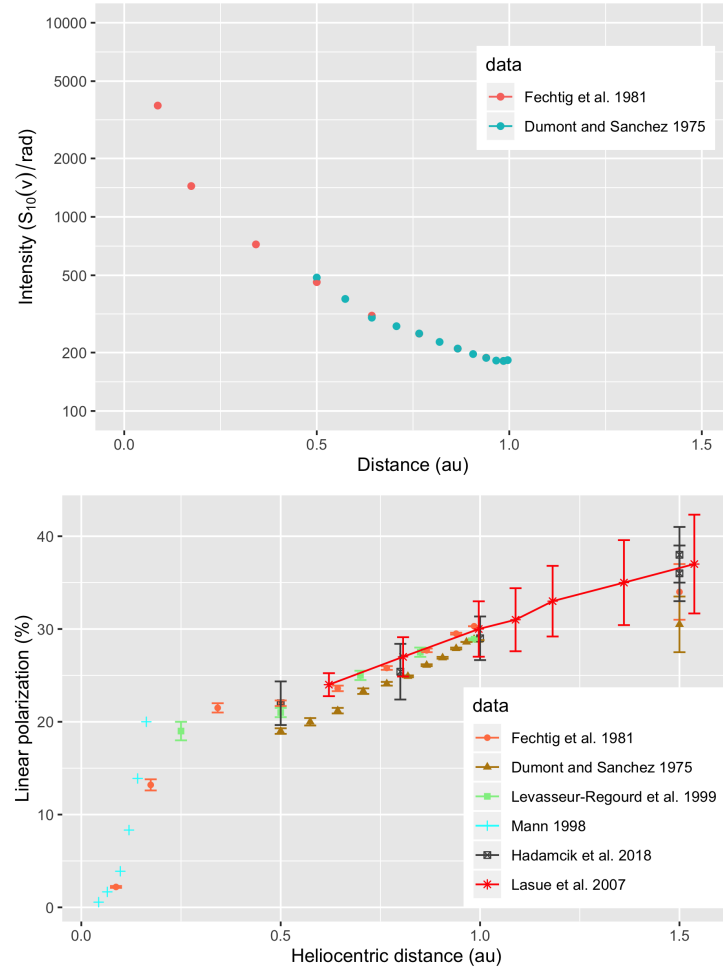 10000
5000
2000
1000
500
200
100
Intensity (S₁₀(v)/rad)
data
Fechtig et al. 1981
Dumont and Sanchez 1975
0.0 0.5 1.0 1.5
Distance (au)
40
30
20
10
0
Linear polarization (%)
data
Fechtig et al. 1981
Dumont and Sanchez 1975
Levasseur-Regourd et al. 1999
Mann 1998
Hadamcik et al. 2018
Lasue et al. 2007
0.0 0.5 1.0 1.5
Heliocentric distance (au)